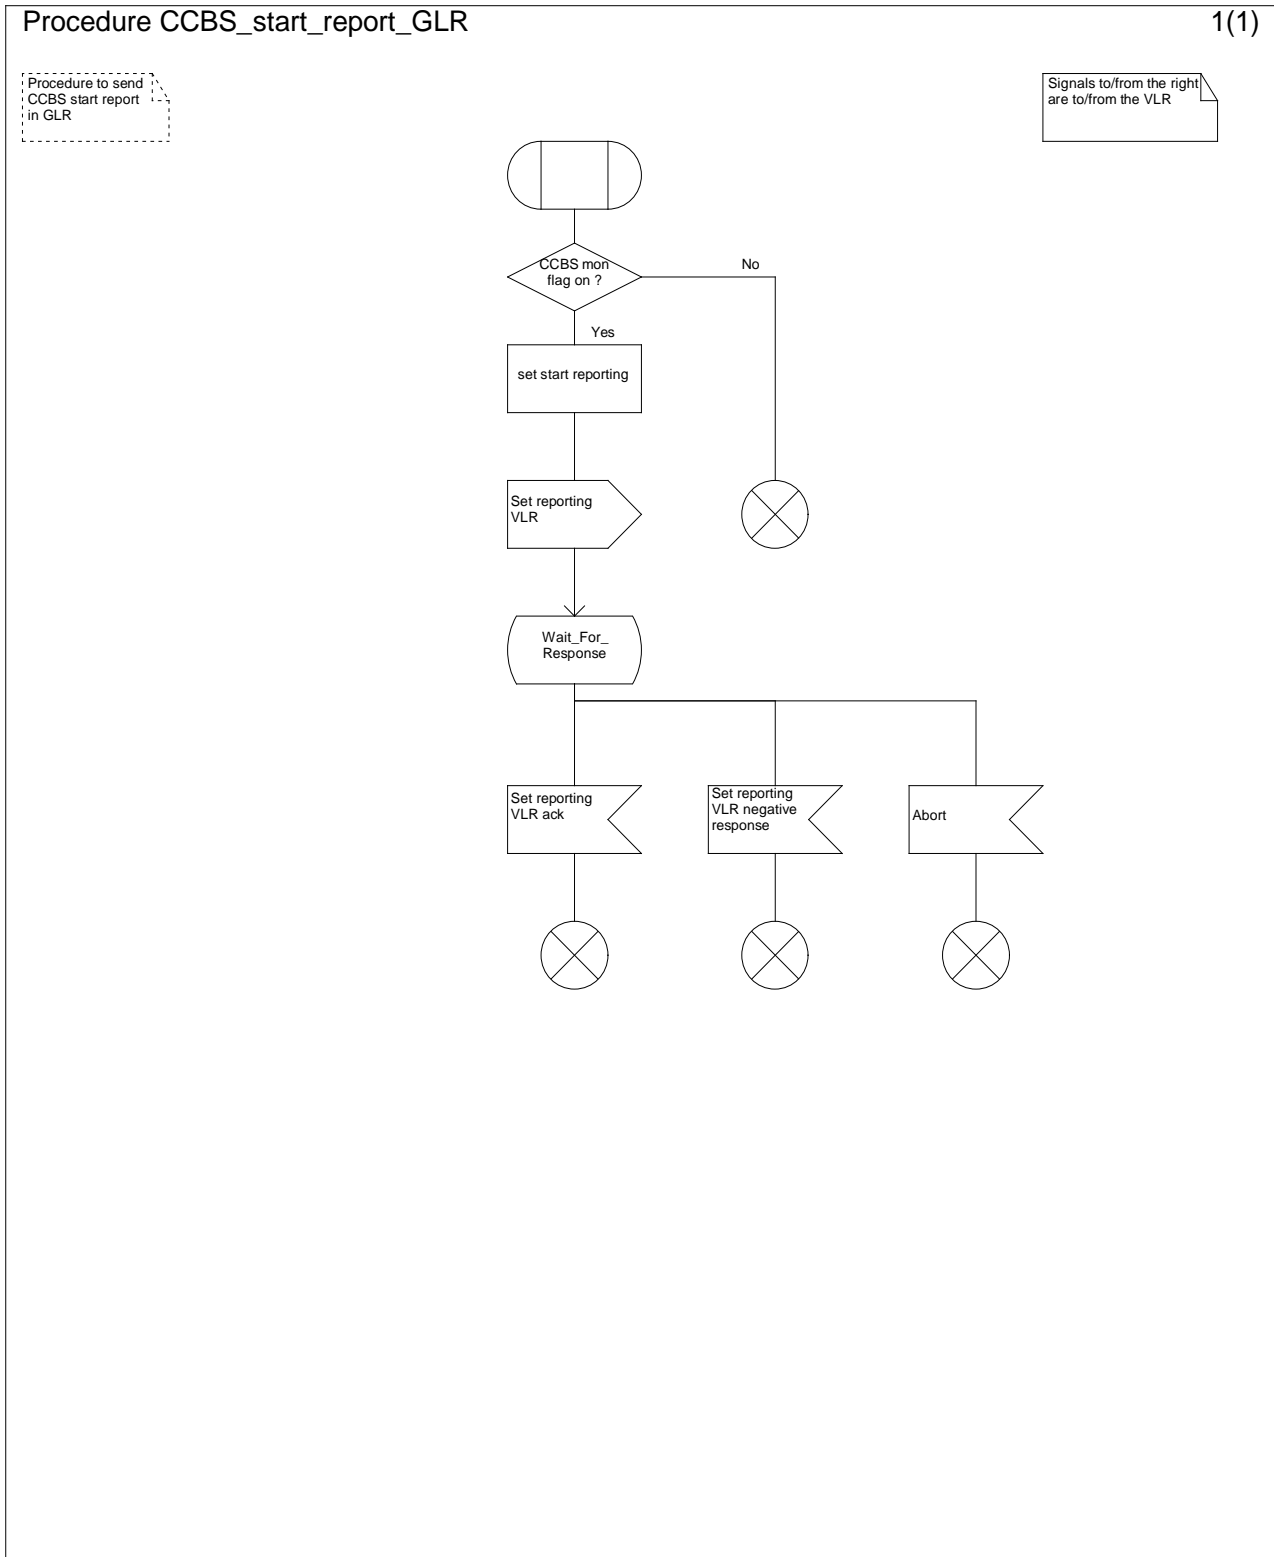 Procedure CCBS_start_report_GLR
1(1)
Procedure to send
CCBS start report
in GLR
Signals to/from the right
are to/from the VLR
CCBS mon
flag on ?
No
Yes
set start reporting
Set reporting
VLR
Wait_For_
Response
Set reporting
VLR ack
Set reporting
VLR negative
response
Abort